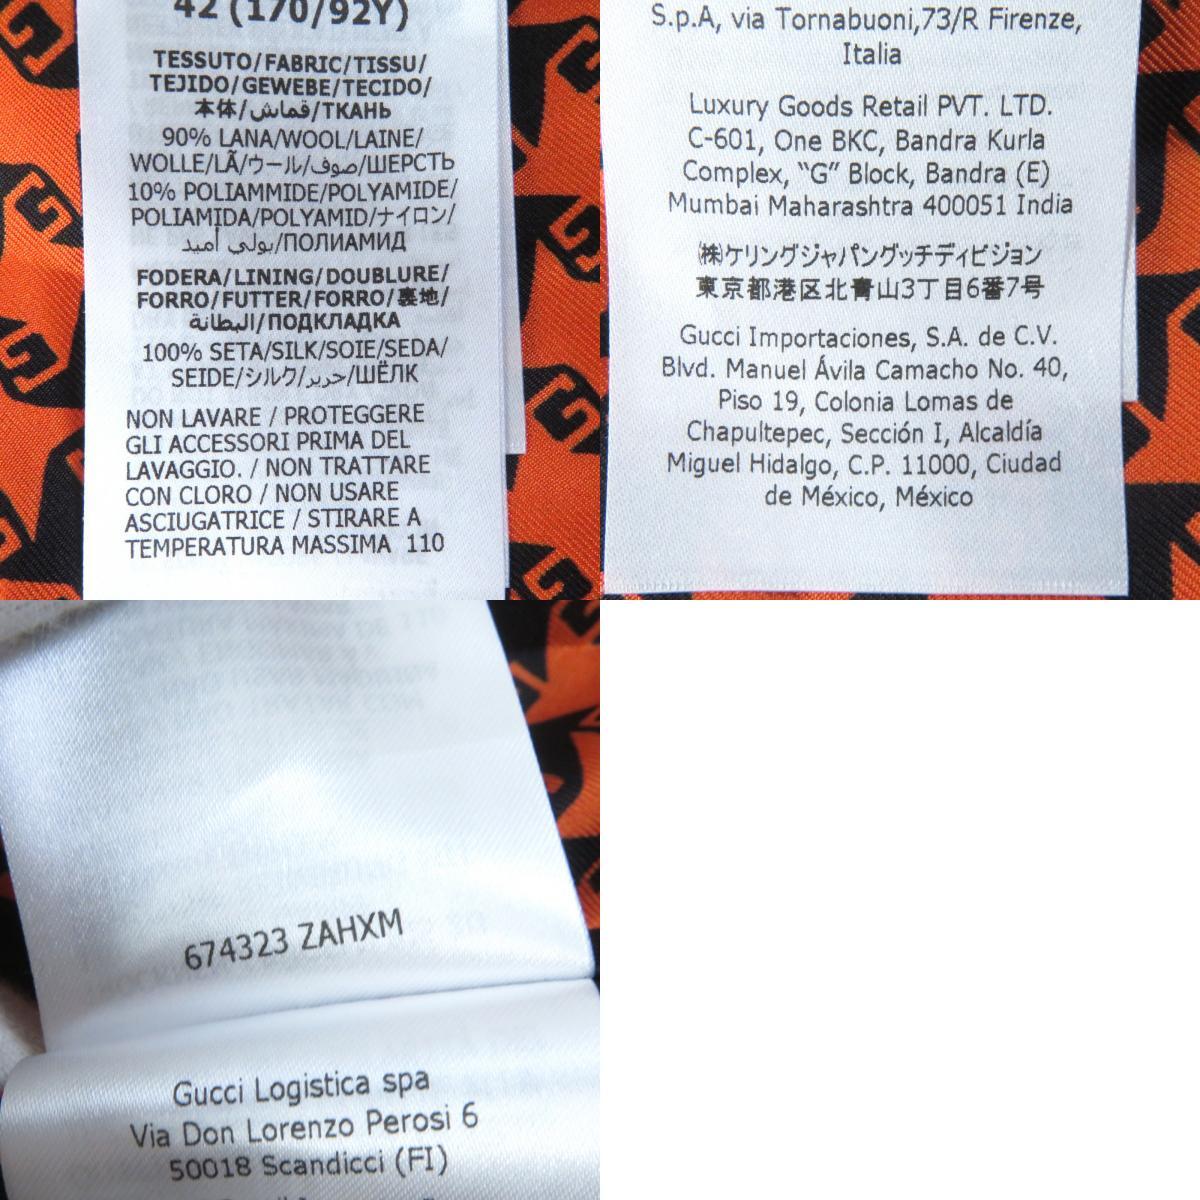 42 (170/92Y)
TESSUTO/FABRIC/TISSU/
TEJIDO/GEWEBE/TECIDO/
本体/قماش/ТКАНЬ
90% LANA/WOOL/LAINE/
WOLLE/LÃ/ウール/صوف/ШЕРСТЬ
10% POLIAMMIDE/POLYAMIDE/
POLIAMIDA/POLYAMID/ナイロン/
بولي أميد/ПОЛИАМИД
FODERA/LINING/DOUBLURE/
FORRO/FUTTER/FORRO/裏地/
البطانة/ПОДКЛАДКА
100% SETA/SILK/SOIE/SEDA/
SEIDE/シルク/حرير/ШЁЛК
NON LAVARE / PROTEGGERE
GLI ACCESSORI PRIMA DEL
LAVAGGIO. / NON TRATTARE
CON CLORO / NON USARE
ASCIUGATRICE / STIRARE A
TEMPERATURA MASSIMA 110
S.p.A, via Tornabuoni,73/R Firenze,
Italia
Luxury Goods Retail PVT. LTD.
C-601, One BKC, Bandra Kurla
Complex, "G" Block, Bandra (E)
Mumbai Maharashtra 400051 India
㈱ケリングジャパングッチディビジョン
東京都港区北青山3丁目6番7号
Gucci Importaciones, S.A. de C.V.
Blvd. Manuel Ávila Camacho No. 40,
Piso 19, Colonia Lomas de
Chapultepec, Sección I, Alcaldía
Miguel Hidalgo, C.P. 11000, Ciudad
de México, México
674323 ZAHXM
Gucci Logistica spa
Via Don Lorenzo Perosi 6
50018 Scandicci (FI)